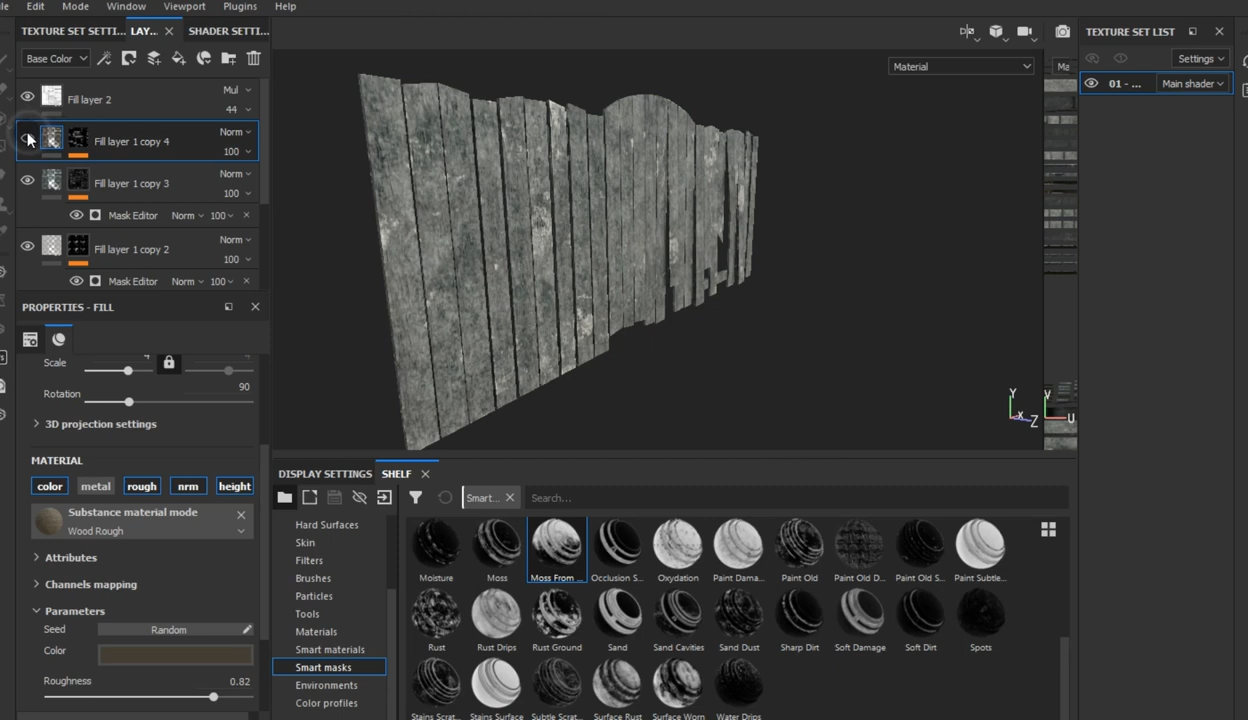 Edit Mode Window Viewport Plugins Help
TEXTURE SET SETTI... LAY... SHADER SETTI...
Base Color
Fill layer 2 Mul 44
Fill layer 1 copy 4 Norm 100
Fill layer 1 copy 3 Norm 100
Mask Editor Norm 100
Fill layer 1 copy 2 Norm 100
Mask Editor Norm 100
PROPERTIES - FILL
Scale 4
Rotation 90
3D projection settings
MATERIAL
color metal rough nrm height
Substance material mode
Wood Rough
Attributes
Channels mapping
Parameters
Seed Random
Color
Roughness 0.82
Material
Ma
Y
X
Z
V
U
TEXTURE SET LIST
Settings
01 - ... Main shader
DISPLAY SETTINGS SHELF
Smart... Search...
Hard Surfaces
Skin
Filters
Brushes
Particles
Tools
Materials
Smart materials
Smart masks
Environments
Color profiles
Moisture Moss Moss From ... Occlusion S... Oxydation Paint Dama... Paint Old Paint Old D... Paint Old S... Paint Subtle...
Rust Rust Drips Rust Ground Sand Sand Cavities Sand Dust Sharp Dirt Soft Damage Soft Dirt Spots
Stains Scrat... Stains Surface Subtle Scrat... Surface Rust Surface Worn Water Drips